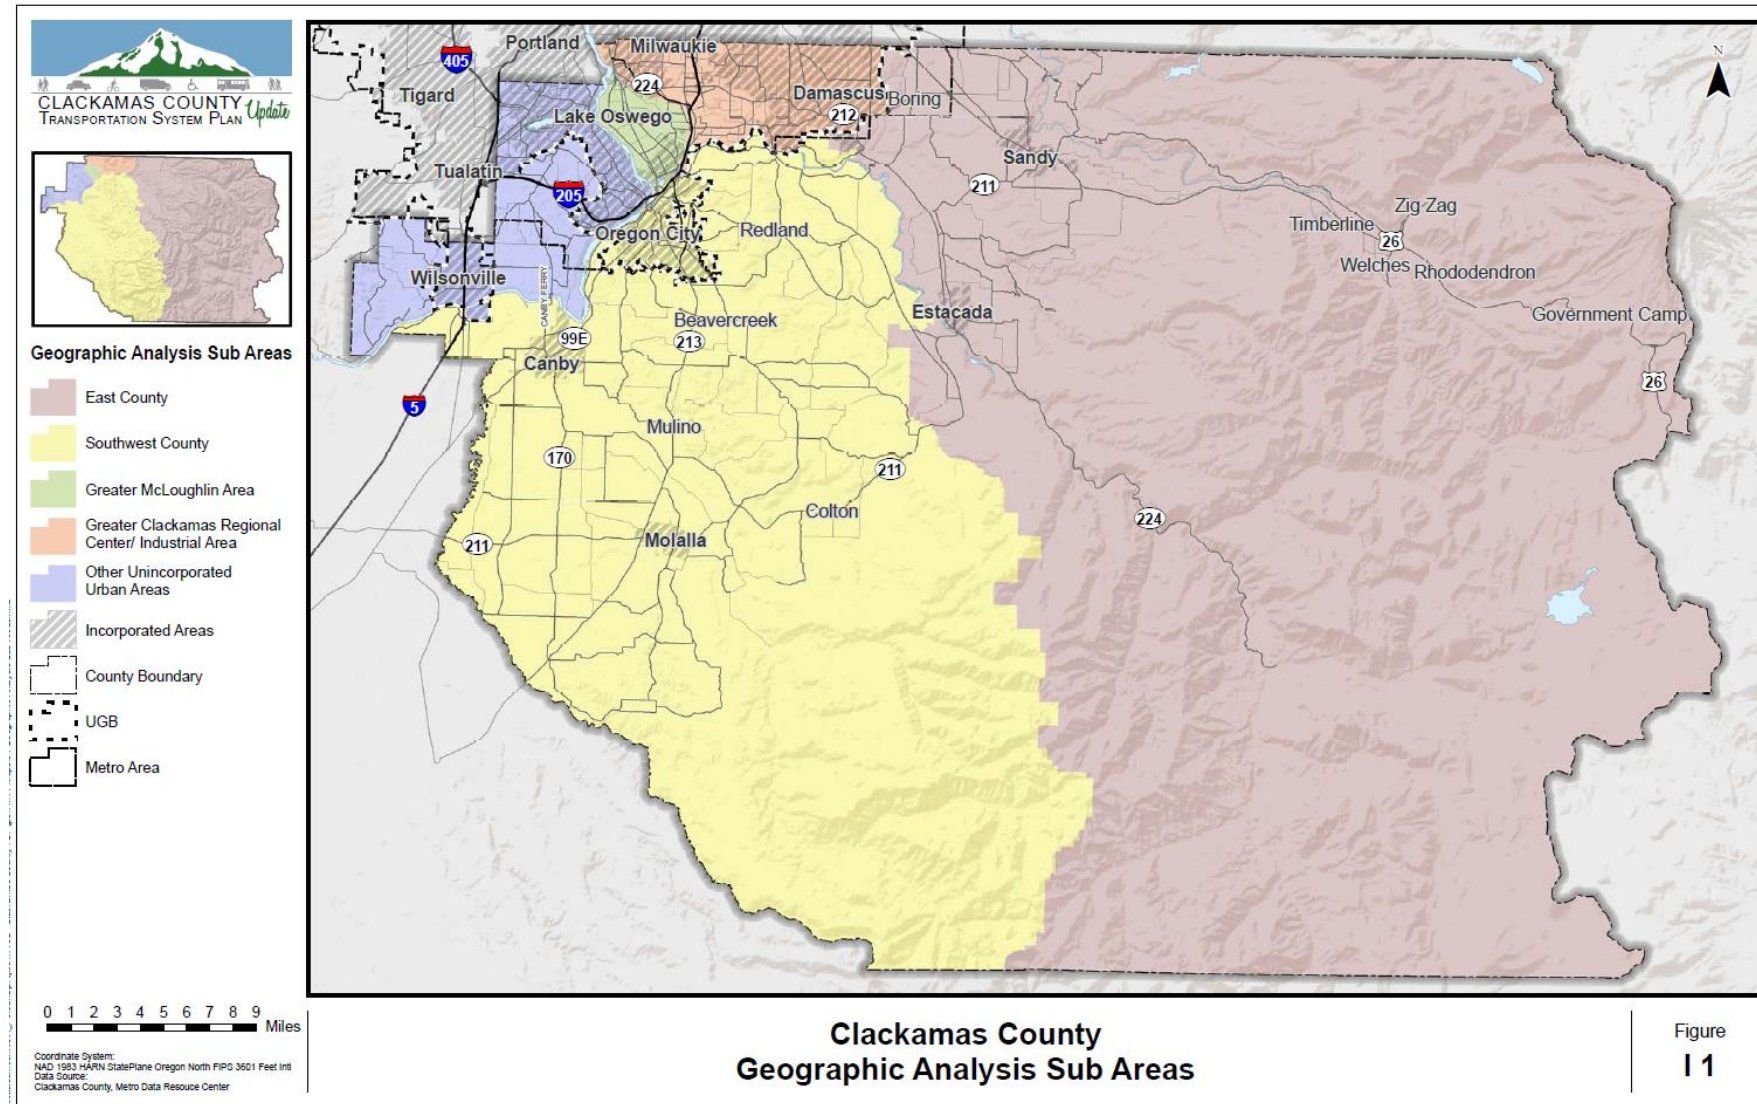 CLACKAMAS COUNTY
TRANSPORTATION SYSTEM PLAN Update
Geographic Analysis Sub Areas
East County
Southwest County
Greater McLoughlin Area
Greater Clackamas Regional
Center/ Industrial Area
Other Unincorporated
Urban Areas
Incorporated Areas
County Boundary
UGB
Metro Area
0 1 2 3 4 5 6 7 8 9
Miles
Coordinate System:
NAD 1983 HARN StatePlane Oregon North FIPS 3601 Feet Intl
Data Source:
Clackamas County, Metro Data Resouce Center
N
Portland
Milwaukie
405
224
Tigard
Damascus
Boring
212
Lake Oswego
Sandy
Tualatin
211
205
Zig Zag
Timberline
Oregon City
Redland
26
Welches
Rhododendron
Wilsonville
CANBY FERRY
Estacada
Government Camp
Beavercreek
99E
213
Canby
26
5
Mulino
170
211
Colton
224
211
Molalla
Clackamas County
Geographic Analysis Sub Areas
Figure
I 1